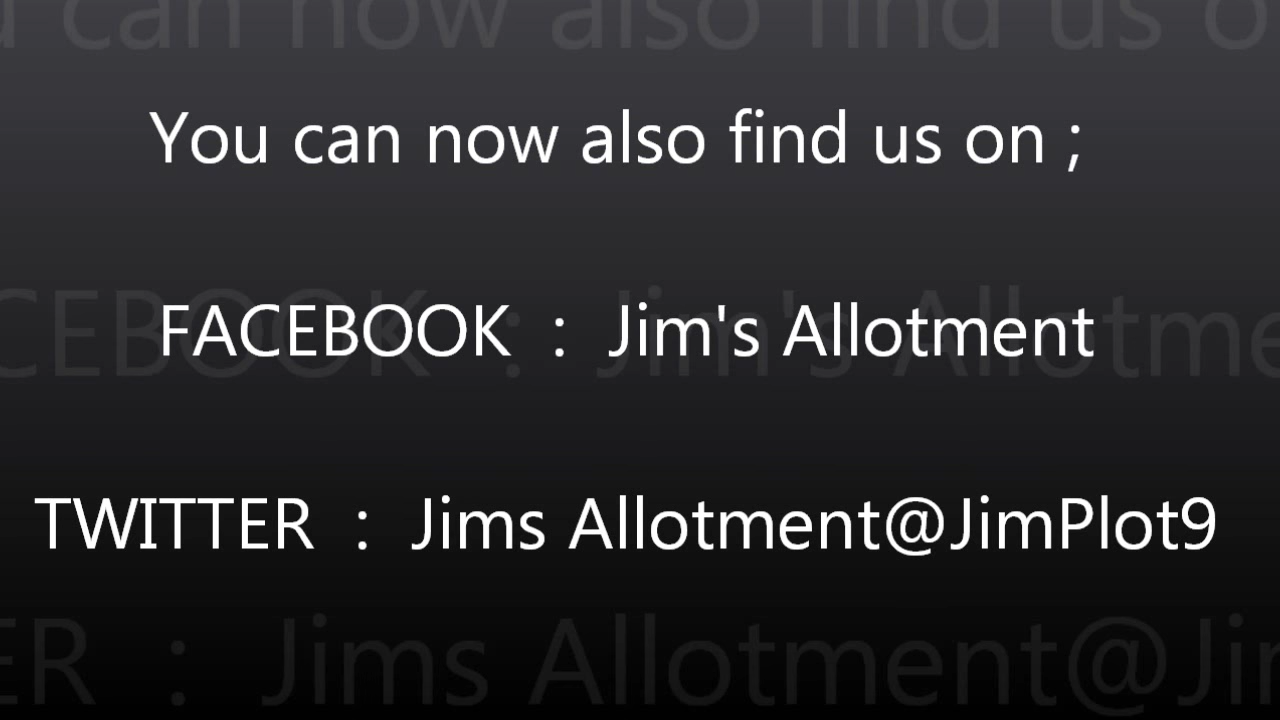 You can now also find us on ;
FACEBOOK : Jim's Allotment
TWITTER : Jims Allotment@JimPlot9